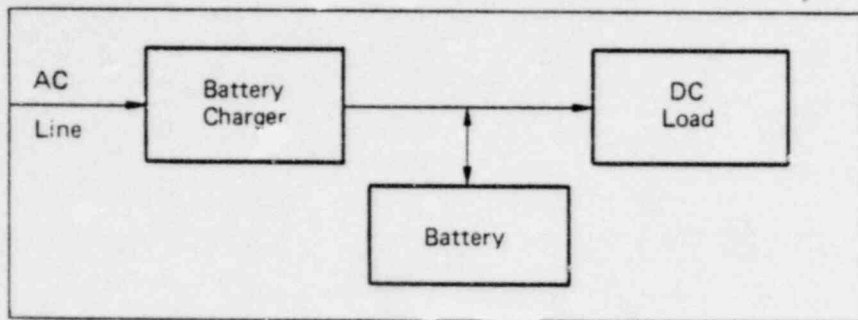 AC
Line
Battery
Charger
DC
Load
Battery